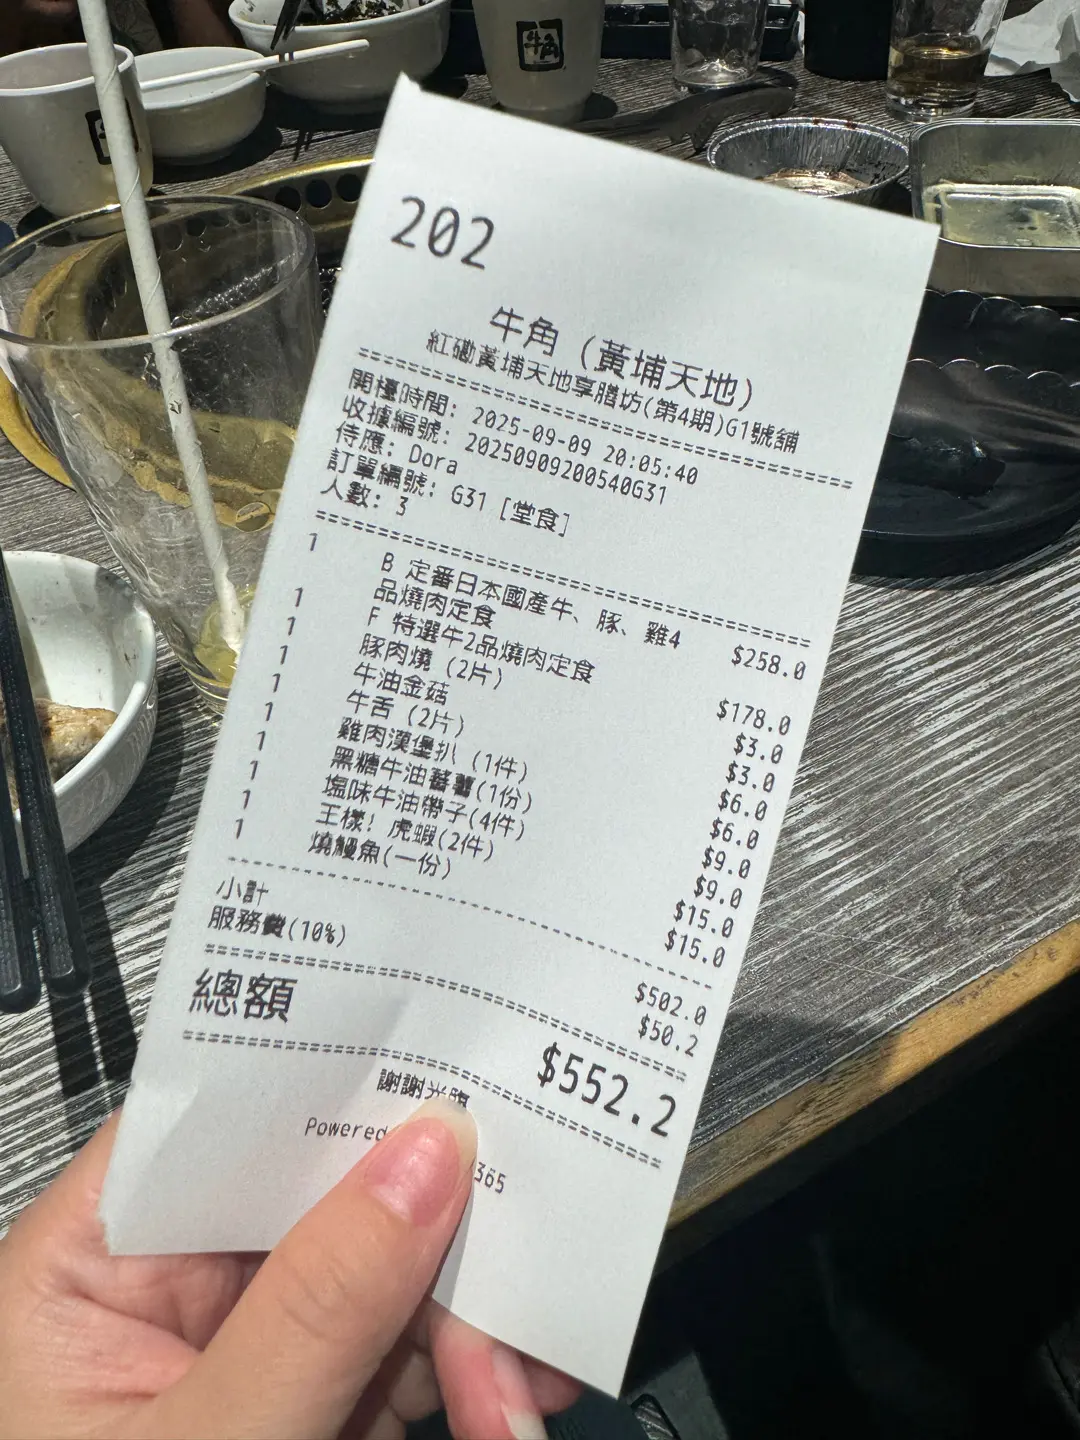 牛角
202
牛角 (黃埔天地)
紅磡黃埔天地享膳坊(第4期)G1號舖
開檯時間: 2025-09-09 20:05:40
收據編號: 20250909200540G31
侍應: Dora
訂單編號: G31 [堂食]
人數: 3
1 B 定番日本國產牛、豚、雞4
品燒肉定食 $258.0
1 F 特選牛2品燒肉定食 $178.0
1 豚肉燒 (2片) $3.0
1 牛油金菇 $3.0
1 牛舌 (2片) $6.0
1 雞肉漢堡扒 (1件) $6.0
1 黑糖牛油蕃薯(1份) $9.0
1 塩味牛油帶子(4件) $9.0
1 王樣! 虎蝦(2件) $15.0
1 燒鰻魚(一份) $15.0
小計 $502.0
服務費(10%) $50.2
總額 $552.2
謝謝光臨
Powered 365